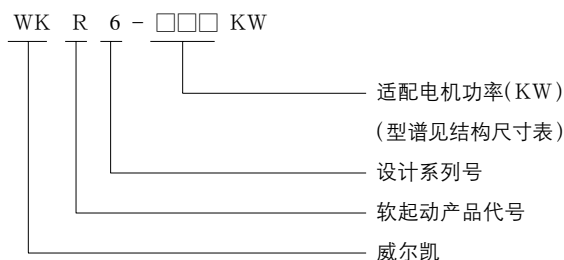 WK R 6 - □□□ KW
适配电机功率(KW)
(型谱见结构尺寸表)
设计系列号
软起动产品代号
威尔凯